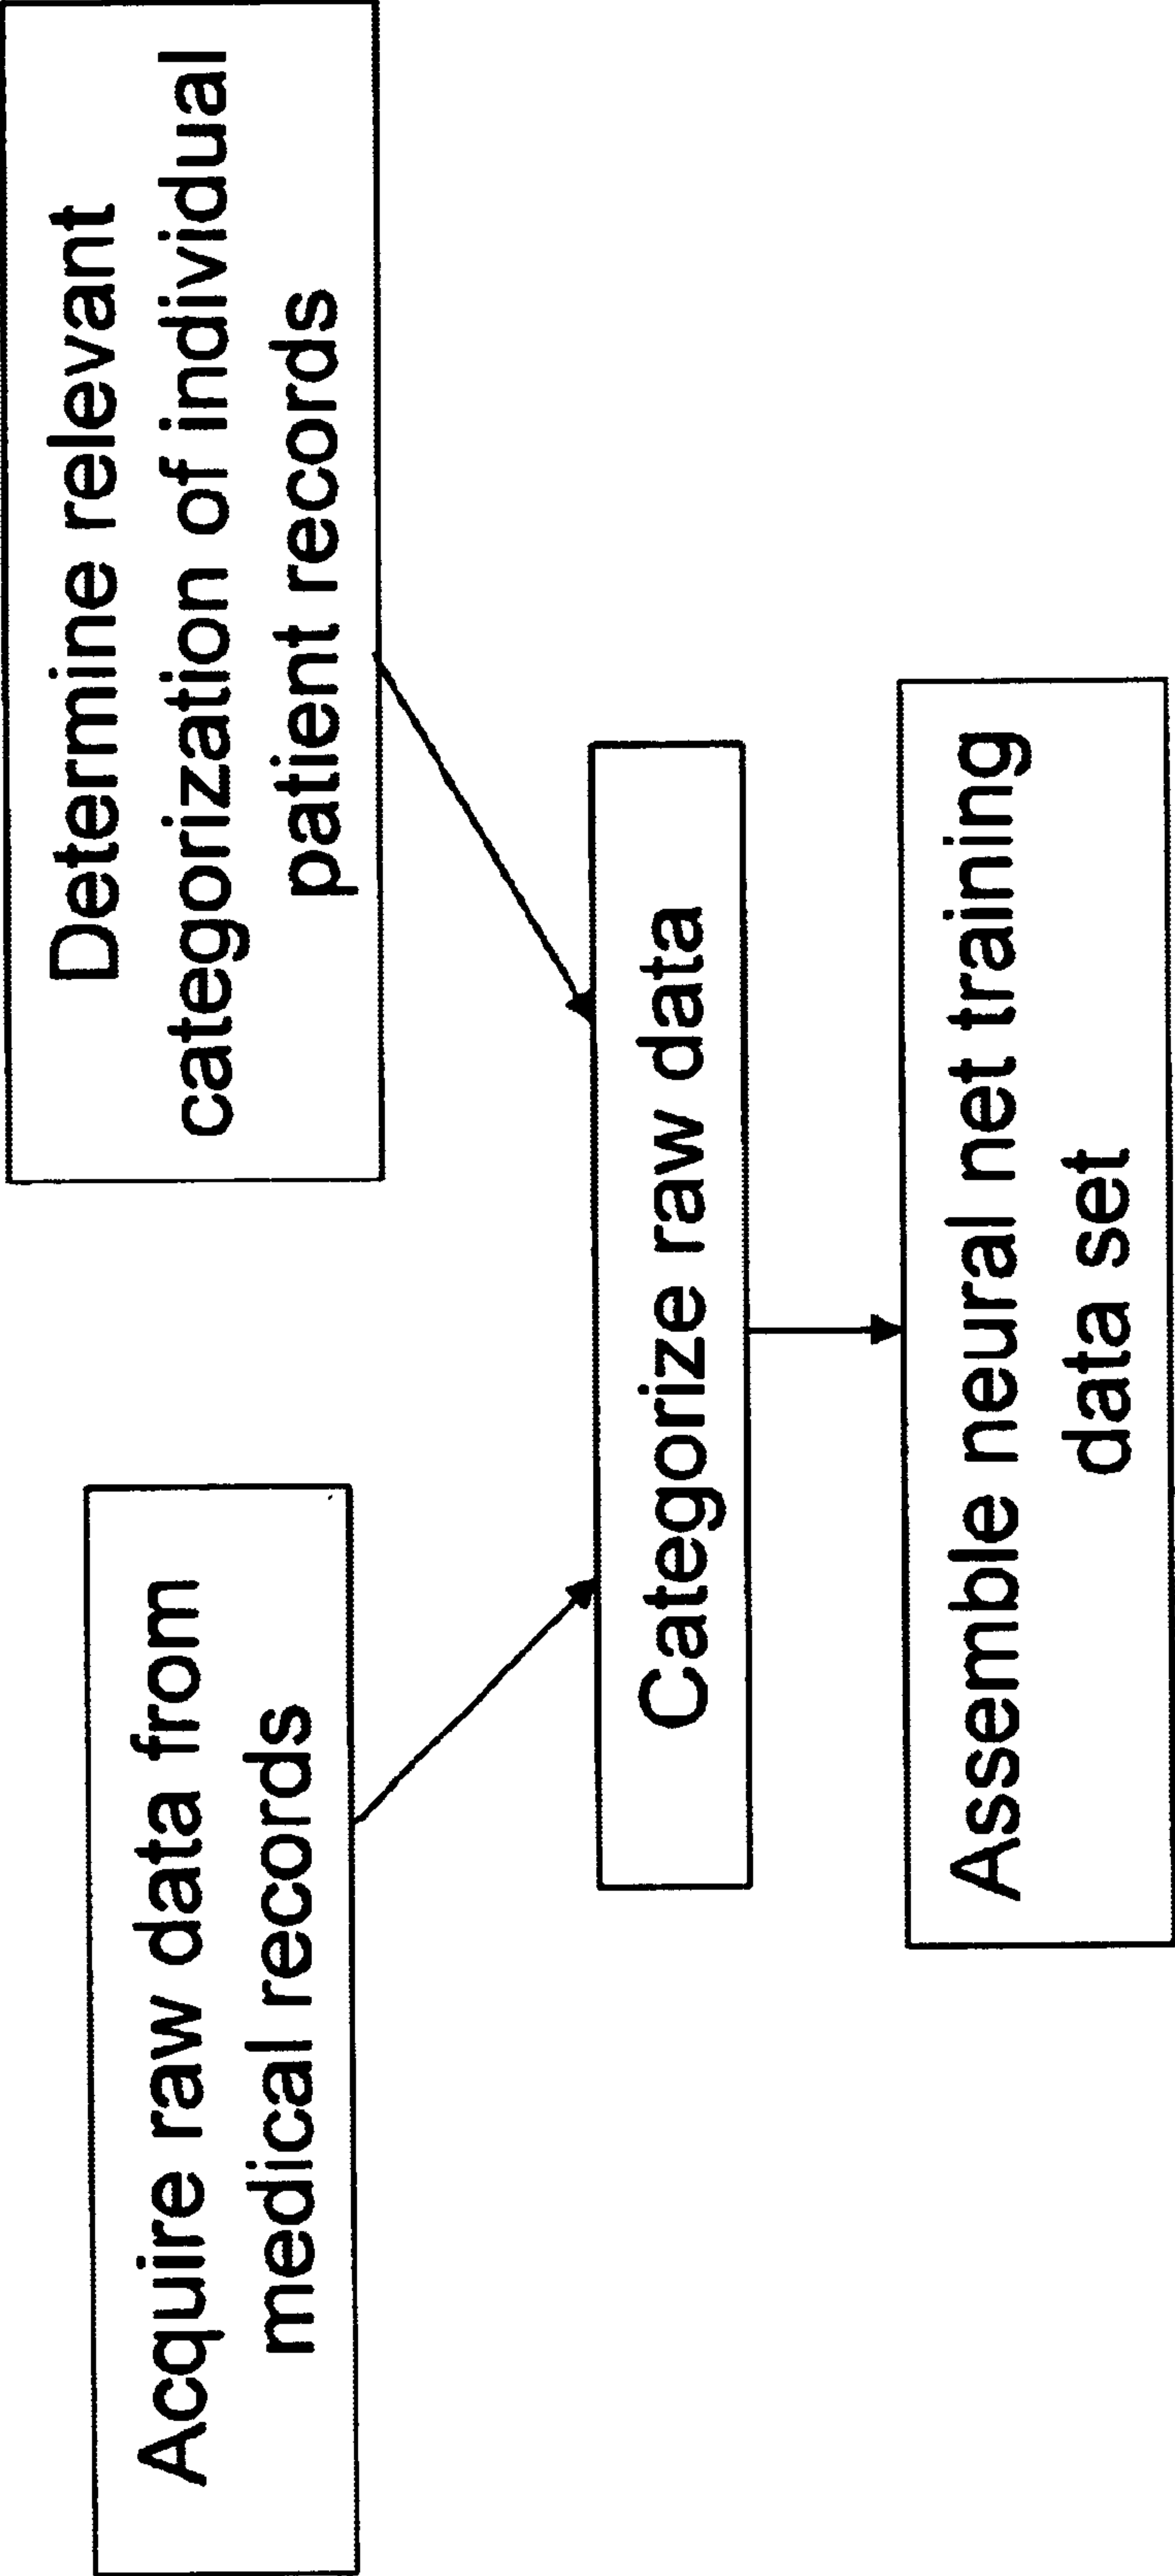 Acquire raw data from
medical records
Determine relevant
categorization of individual
patient records
Categorize raw data
Assemble neural net training
data set